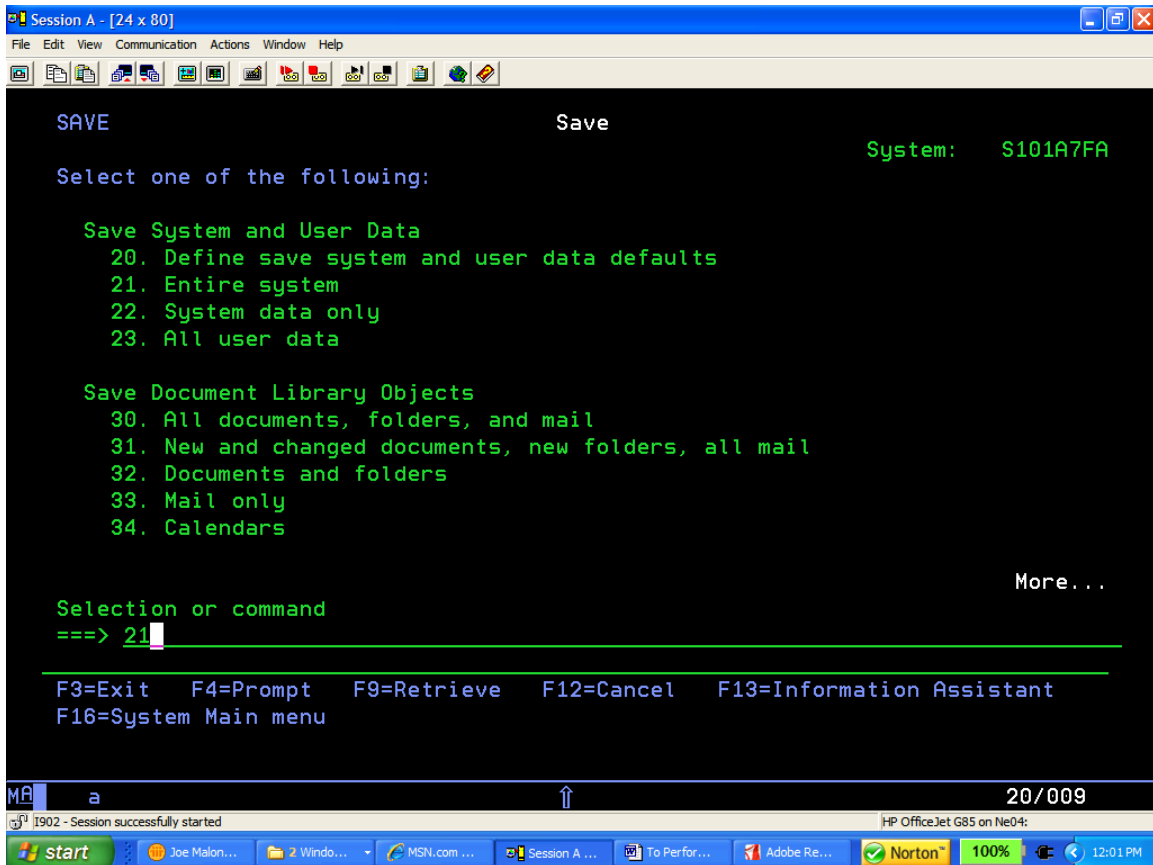 Session A - [24 x 80]
File Edit View Communication Actions Window Help
SAVE Save
System: S101A7FA
Select one of the following:
Save System and User Data
20. Define save system and user data defaults
21. Entire system
22. System data only
23. All user data
Save Document Library Objects
30. All documents, folders, and mail
31. New and changed documents, new folders, all mail
32. Documents and folders
33. Mail only
34. Calendars
More...
Selection or command
===> 21
F3=Exit F4=Prompt F9=Retrieve F12=Cancel F13=Information Assistant
F16=System Main menu
MA a 20/009
I902 - Session successfully started HP OfficeJet G85 on Ne04:
start Joe Malon... 2 Windo... MSN.com ... Session A ... To Perfor... Adobe Re... Norton™ 100% 12:01 PM